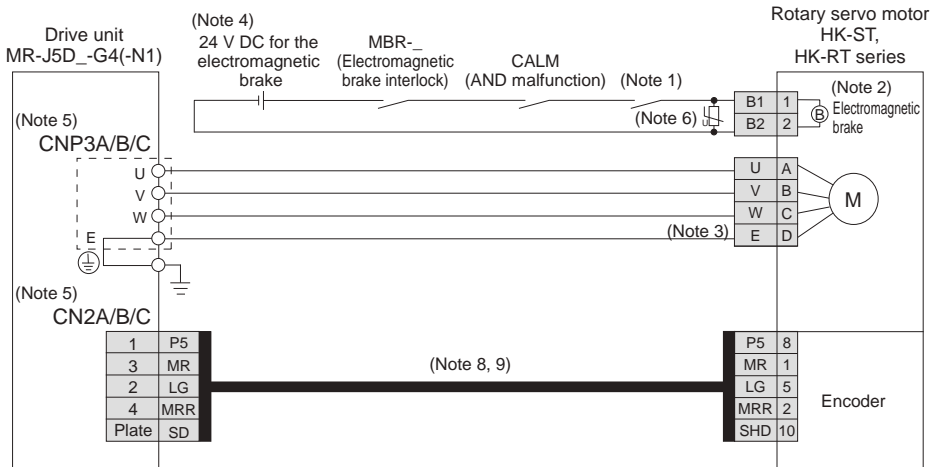 Drive unit
MR-J5D_-G4(-N1)
(Note 4)
24 V DC for the
electromagnetic
brake
MBR-_
(Electromagnetic
brake interlock)
CALM
(AND malfunction)
(Note 1)
Rotary servo motor
HK-ST,
HK-RT series
(Note 6)
U
B1 1
B2 2
(Note 2)
B
Electromagnetic
brake
(Note 5)
CNP3A/B/C
U
V
W
E
(Note 3)
U A
V B
W C
E D
M
(Note 5)
CN2A/B/C
1 P5
3 MR
2 LG
4 MRR
Plate SD
(Note 8, 9)
P5 8
MR 1
LG 5
MRR 2
SHD 10
Encoder